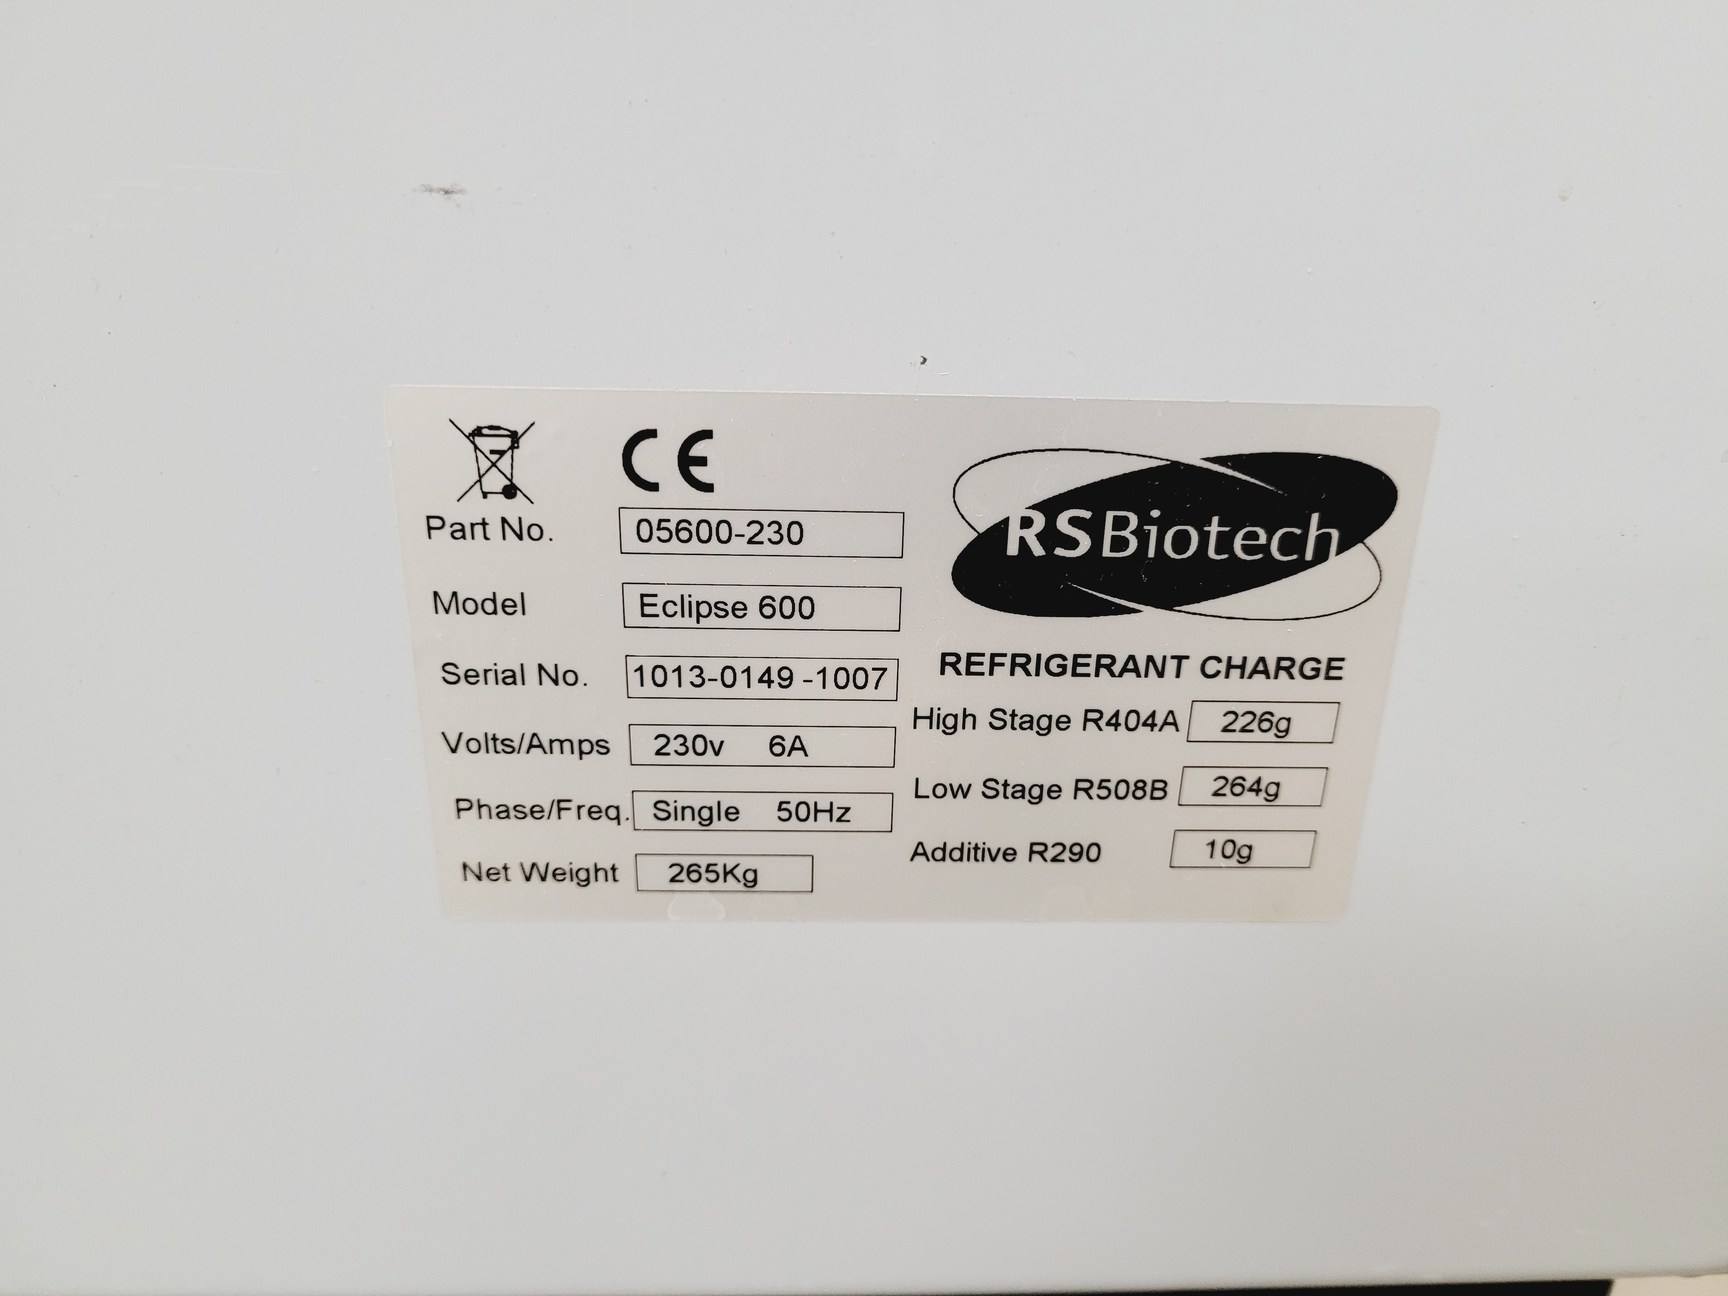 CE
RSBiotech
Part No. 05600-230
Model Eclipse 600
Serial No. 1013-0149 -1007
Volts/Amps 230v 6A
Phase/Freq. Single 50Hz
Net Weight 265Kg
REFRIGERANT CHARGE
High Stage R404A 226g
Low Stage R508B 264g
Additive R290 10g